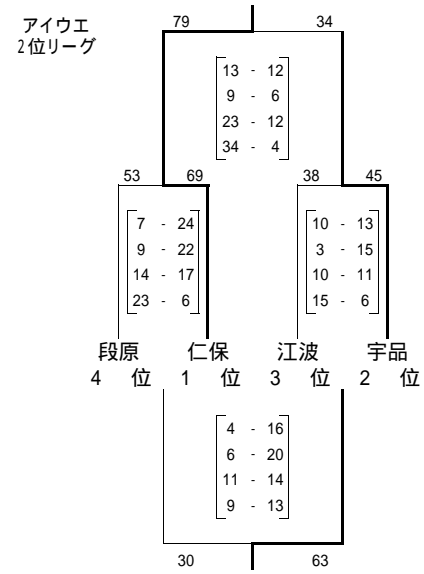 アイウエ
2位リーグ
79 34
13 - 12
9 - 6
23 - 12
34 - 4
53 69 38 45
7 - 24 10 - 13
9 - 22 3 - 15
14 - 17 10 - 11
23 - 6 15 - 6
段原 仁保 江波 宇品
4 位 1 位 3 位 2 位
4 - 16
6 - 20
11 - 14
9 - 13
30 63